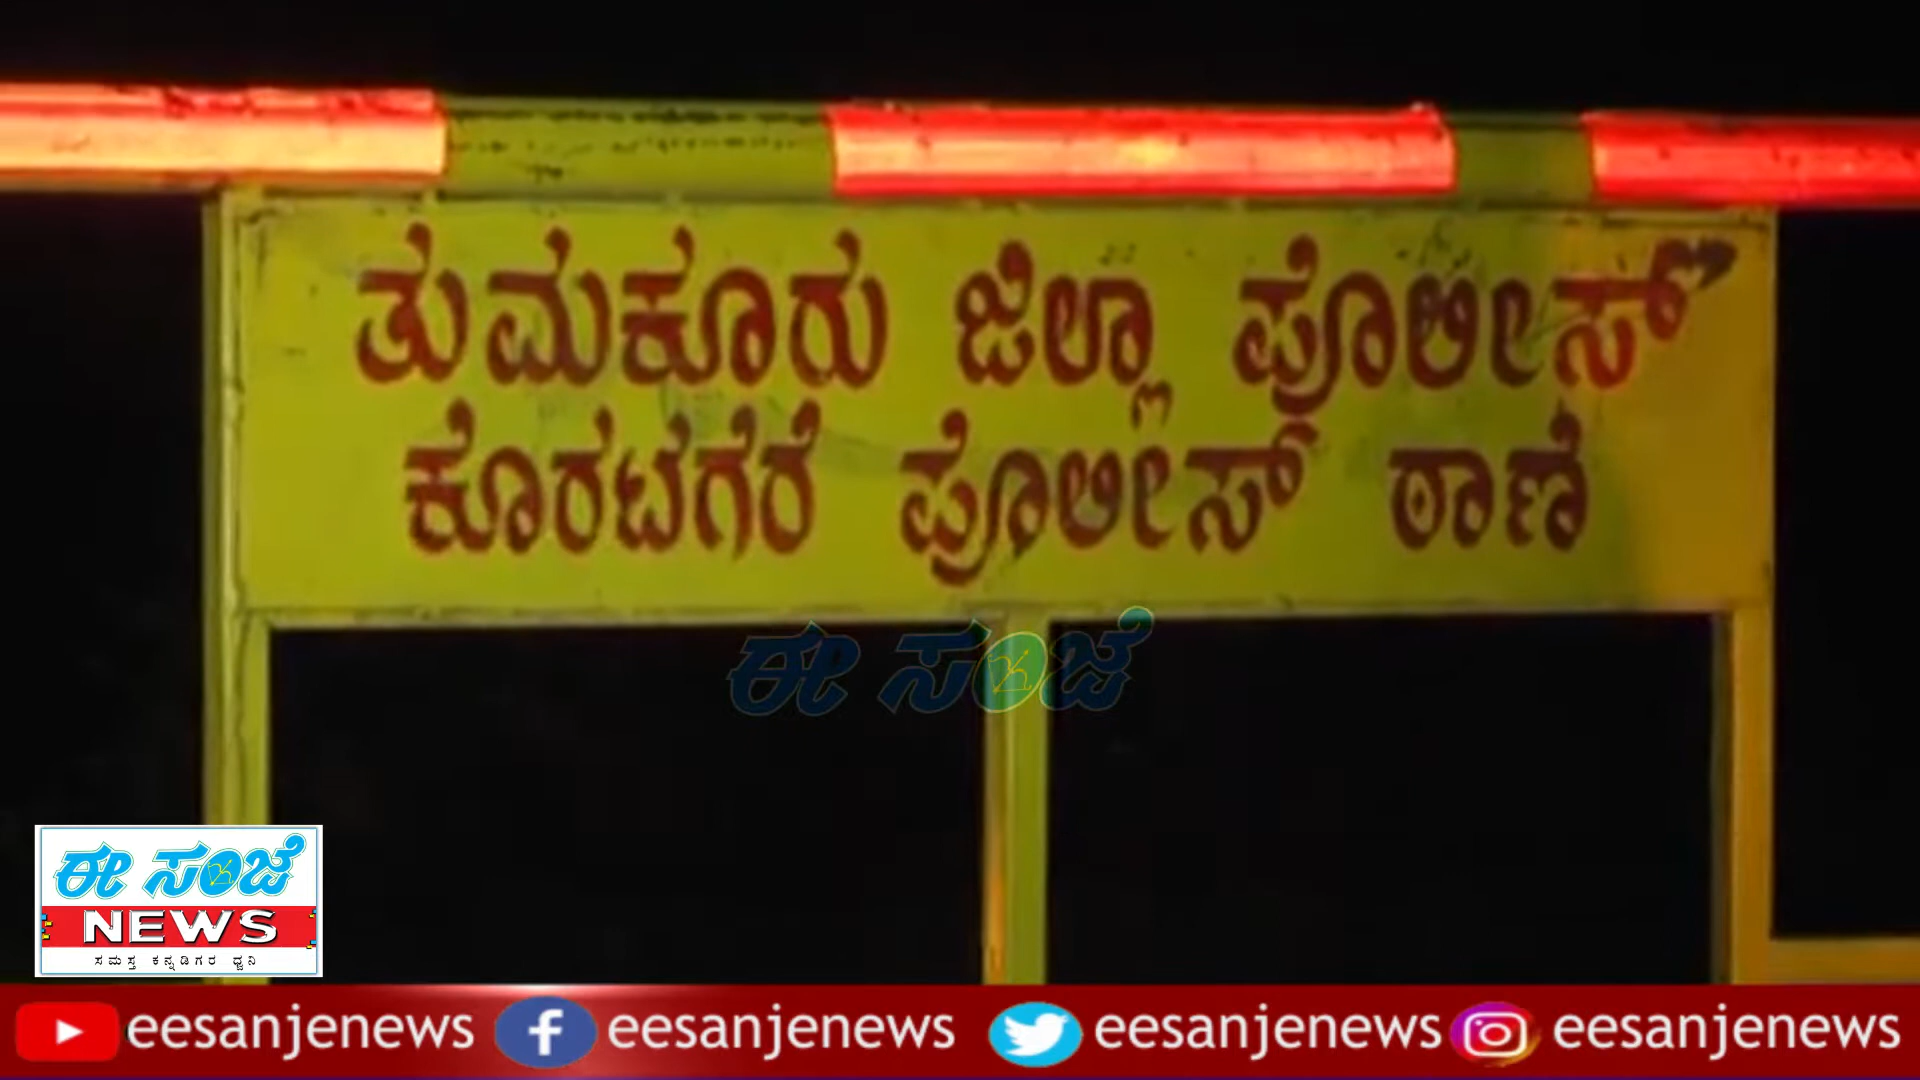 ತುಮಕೂರು ಜಿಲ್ಲಾ ಪೊಲೀಸ್
ಕೊರಟಗೆರೆ ಪೊಲೀಸ್ ಠಾಣೆ
ಈ ಸಂಜೆ
ಈ ಸಂಜೆ
NEWS
ಸಮಸ್ತ ಕನ್ನಡಿಗರ ಧ್ವನಿ
eesanjenews eesanjenews eesanjenews eesanjenews